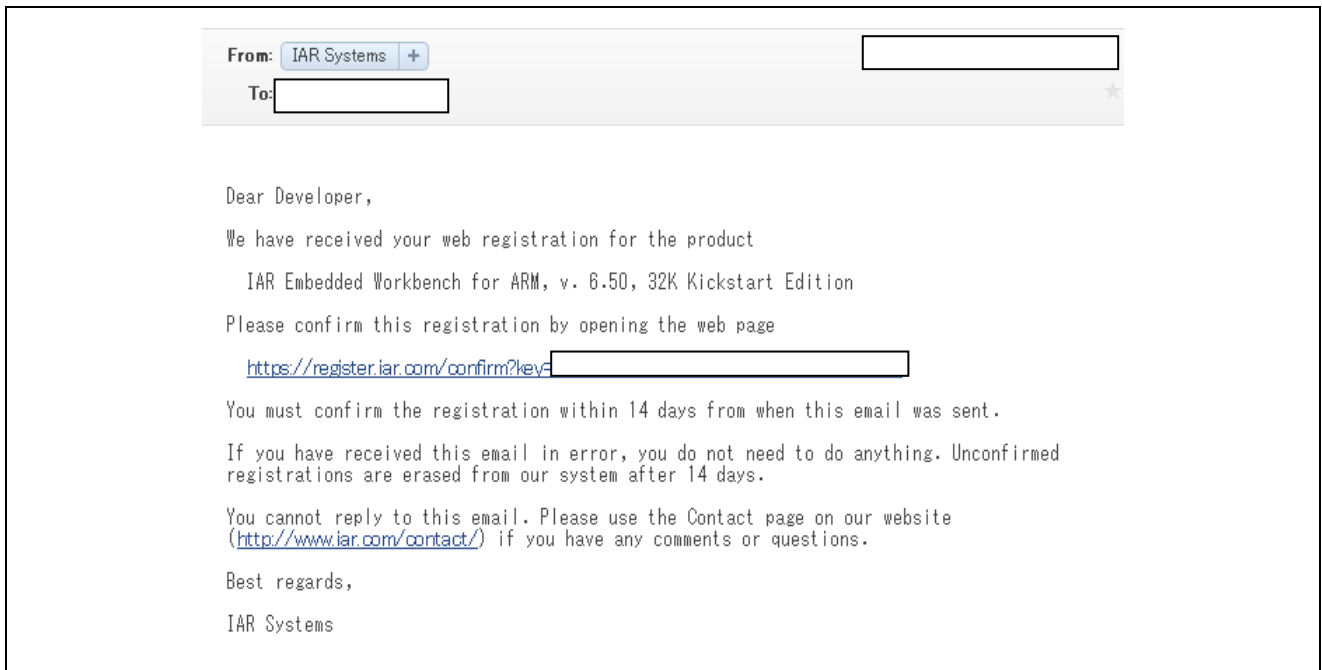 From: IAR Systems +
To:
Dear Developer,
We have received your web registration for the product
IAR Embedded Workbench for ARM, v. 6.50, 32K Kickstart Edition
Please confirm this registration by opening the web page
https://register.iar.com/confirm?key=
You must confirm the registration within 14 days from when this email was sent.
If you have received this email in error, you do not need to do anything. Unconfirmed
registrations are erased from our system after 14 days.
You cannot reply to this email. Please use the Contact page on our website
(http://www.iar.com/contact/) if you have any comments or questions.
Best regards,
IAR Systems